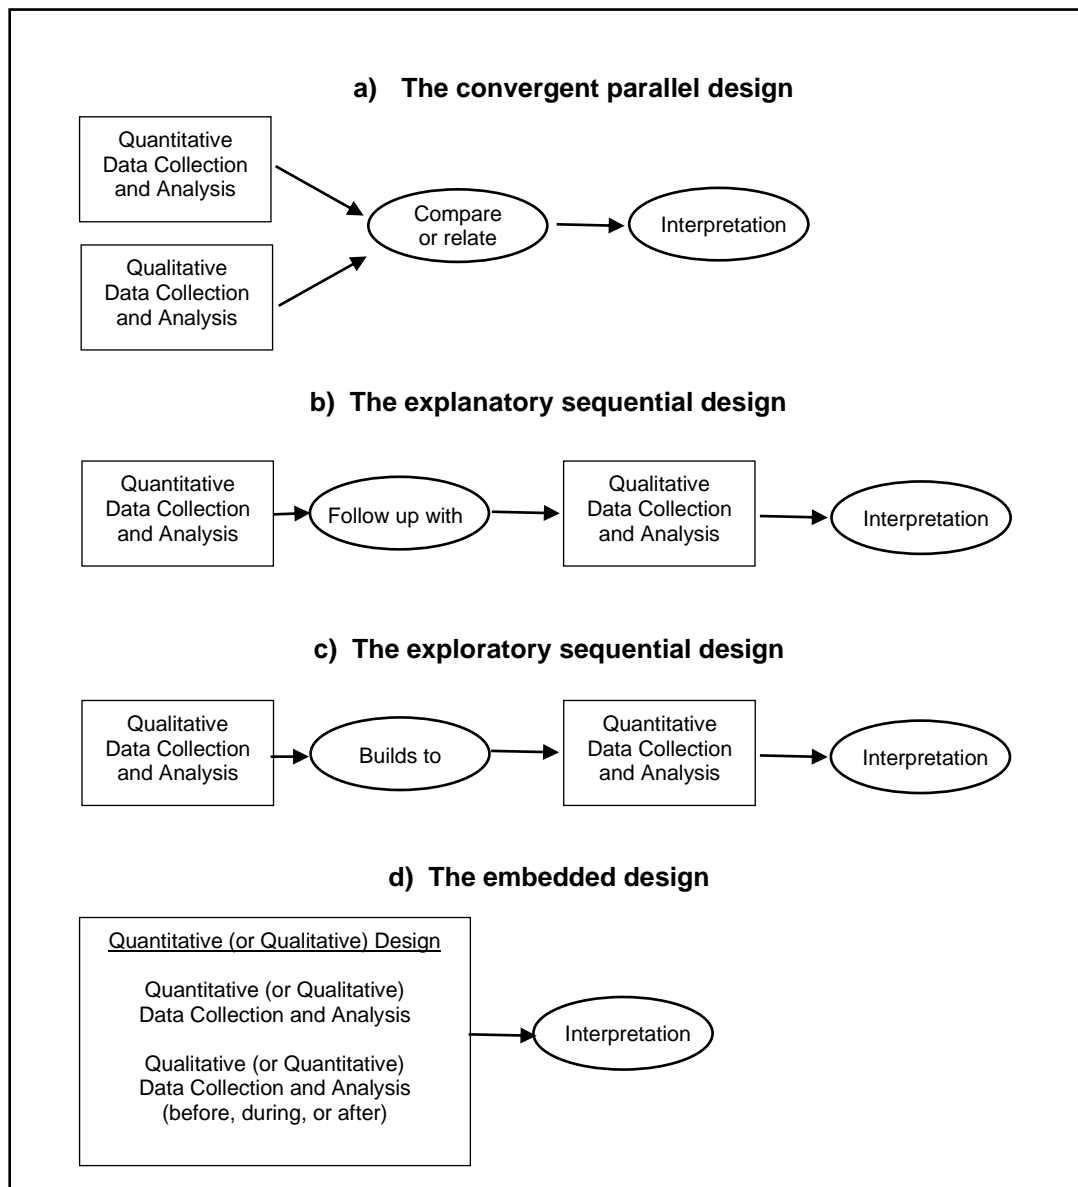 a) The convergent parallel design
Quantitative
Data Collection
and Analysis
Qualitative
Data Collection
and Analysis
Compare
or relate
Interpretation
b) The explanatory sequential design
Quantitative
Data Collection
and Analysis
Follow up with
Qualitative
Data Collection
and Analysis
Interpretation
c) The exploratory sequential design
Qualitative
Data Collection
and Analysis
Builds to
Quantitative
Data Collection
and Analysis
Interpretation
d) The embedded design
Quantitative (or Qualitative) Design
Quantitative (or Qualitative)
Data Collection and Analysis
Qualitative (or Quantitative)
Data Collection and Analysis
(before, during, or after)
Interpretation